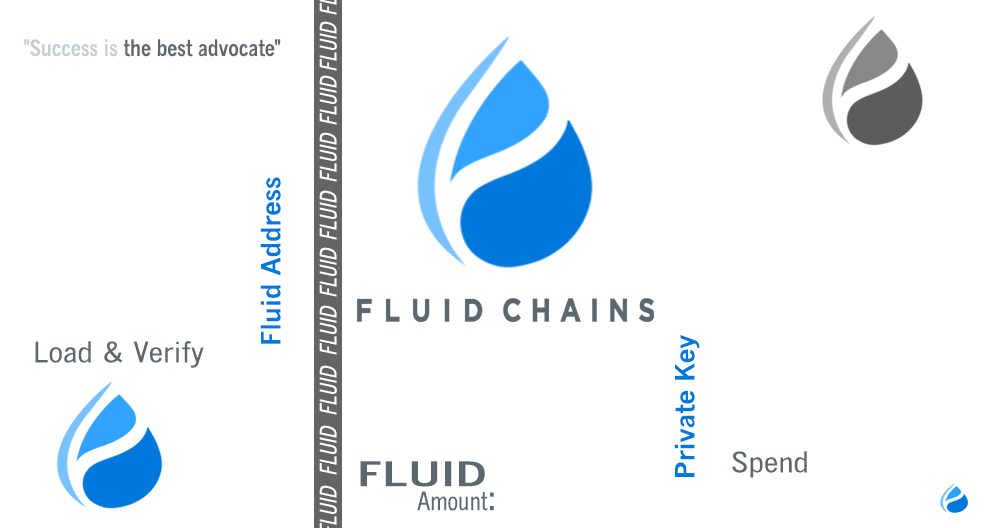 "Success is the best advocate"
Fluid Address
Load & Verify
FLUID FLUID FLUID FLUID FLUID FLUID FLUID FLUID FLUID FL
FLUID CHAINS
FLUID
Amount:
Private Key
Spend